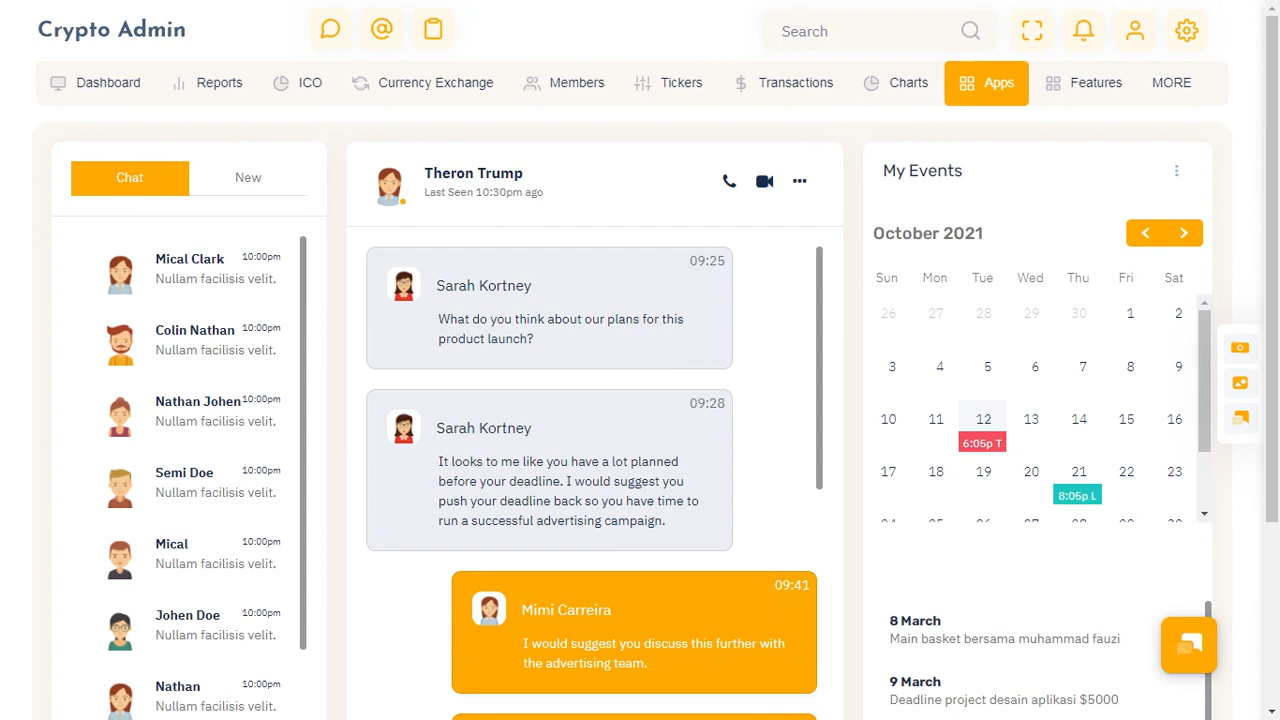 Crypto Admin
Search
Dashboard
Reports
ICO
Currency Exchange
Members
Tickers
Transactions
Charts
Apps
Features
MORE
Chat
New
Mical Clark 10:00pm
Nullam facilisis velit.
Colin Nathan 10:00pm
Nullam facilisis velit.
Nathan Johen 10:00pm
Nullam facilisis velit.
Semi Doe 10:00pm
Nullam facilisis velit.
Mical 10:00pm
Nullam facilisis velit.
Johen Doe 10:00pm
Nullam facilisis velit.
Nathan 10:00pm
Theron Trump
Last Seen 10:30pm ago
09:25
Sarah Kortney
What do you think about our plans for this
product launch?
09:28
Sarah Kortney
It looks to me like you have a lot planned
before your deadline. I would suggest you
push your deadline back so you have time to
run a successful advertising campaign.
09:41
Mimi Carreira
I would suggest you discuss this further with
the advertising team.
My Events
October 2021
Sun Mon Tue Wed Thu Fri Sat
26 27 28 29 30 1 2
3 4 5 6 7 8 9
10 11 12 13 14 15 16
6:05p T
17 18 19 20 21 22 23
8:05p L
8 March
Main basket bersama muhammad fauzi
9 March
Deadline project desain aplikasi $5000